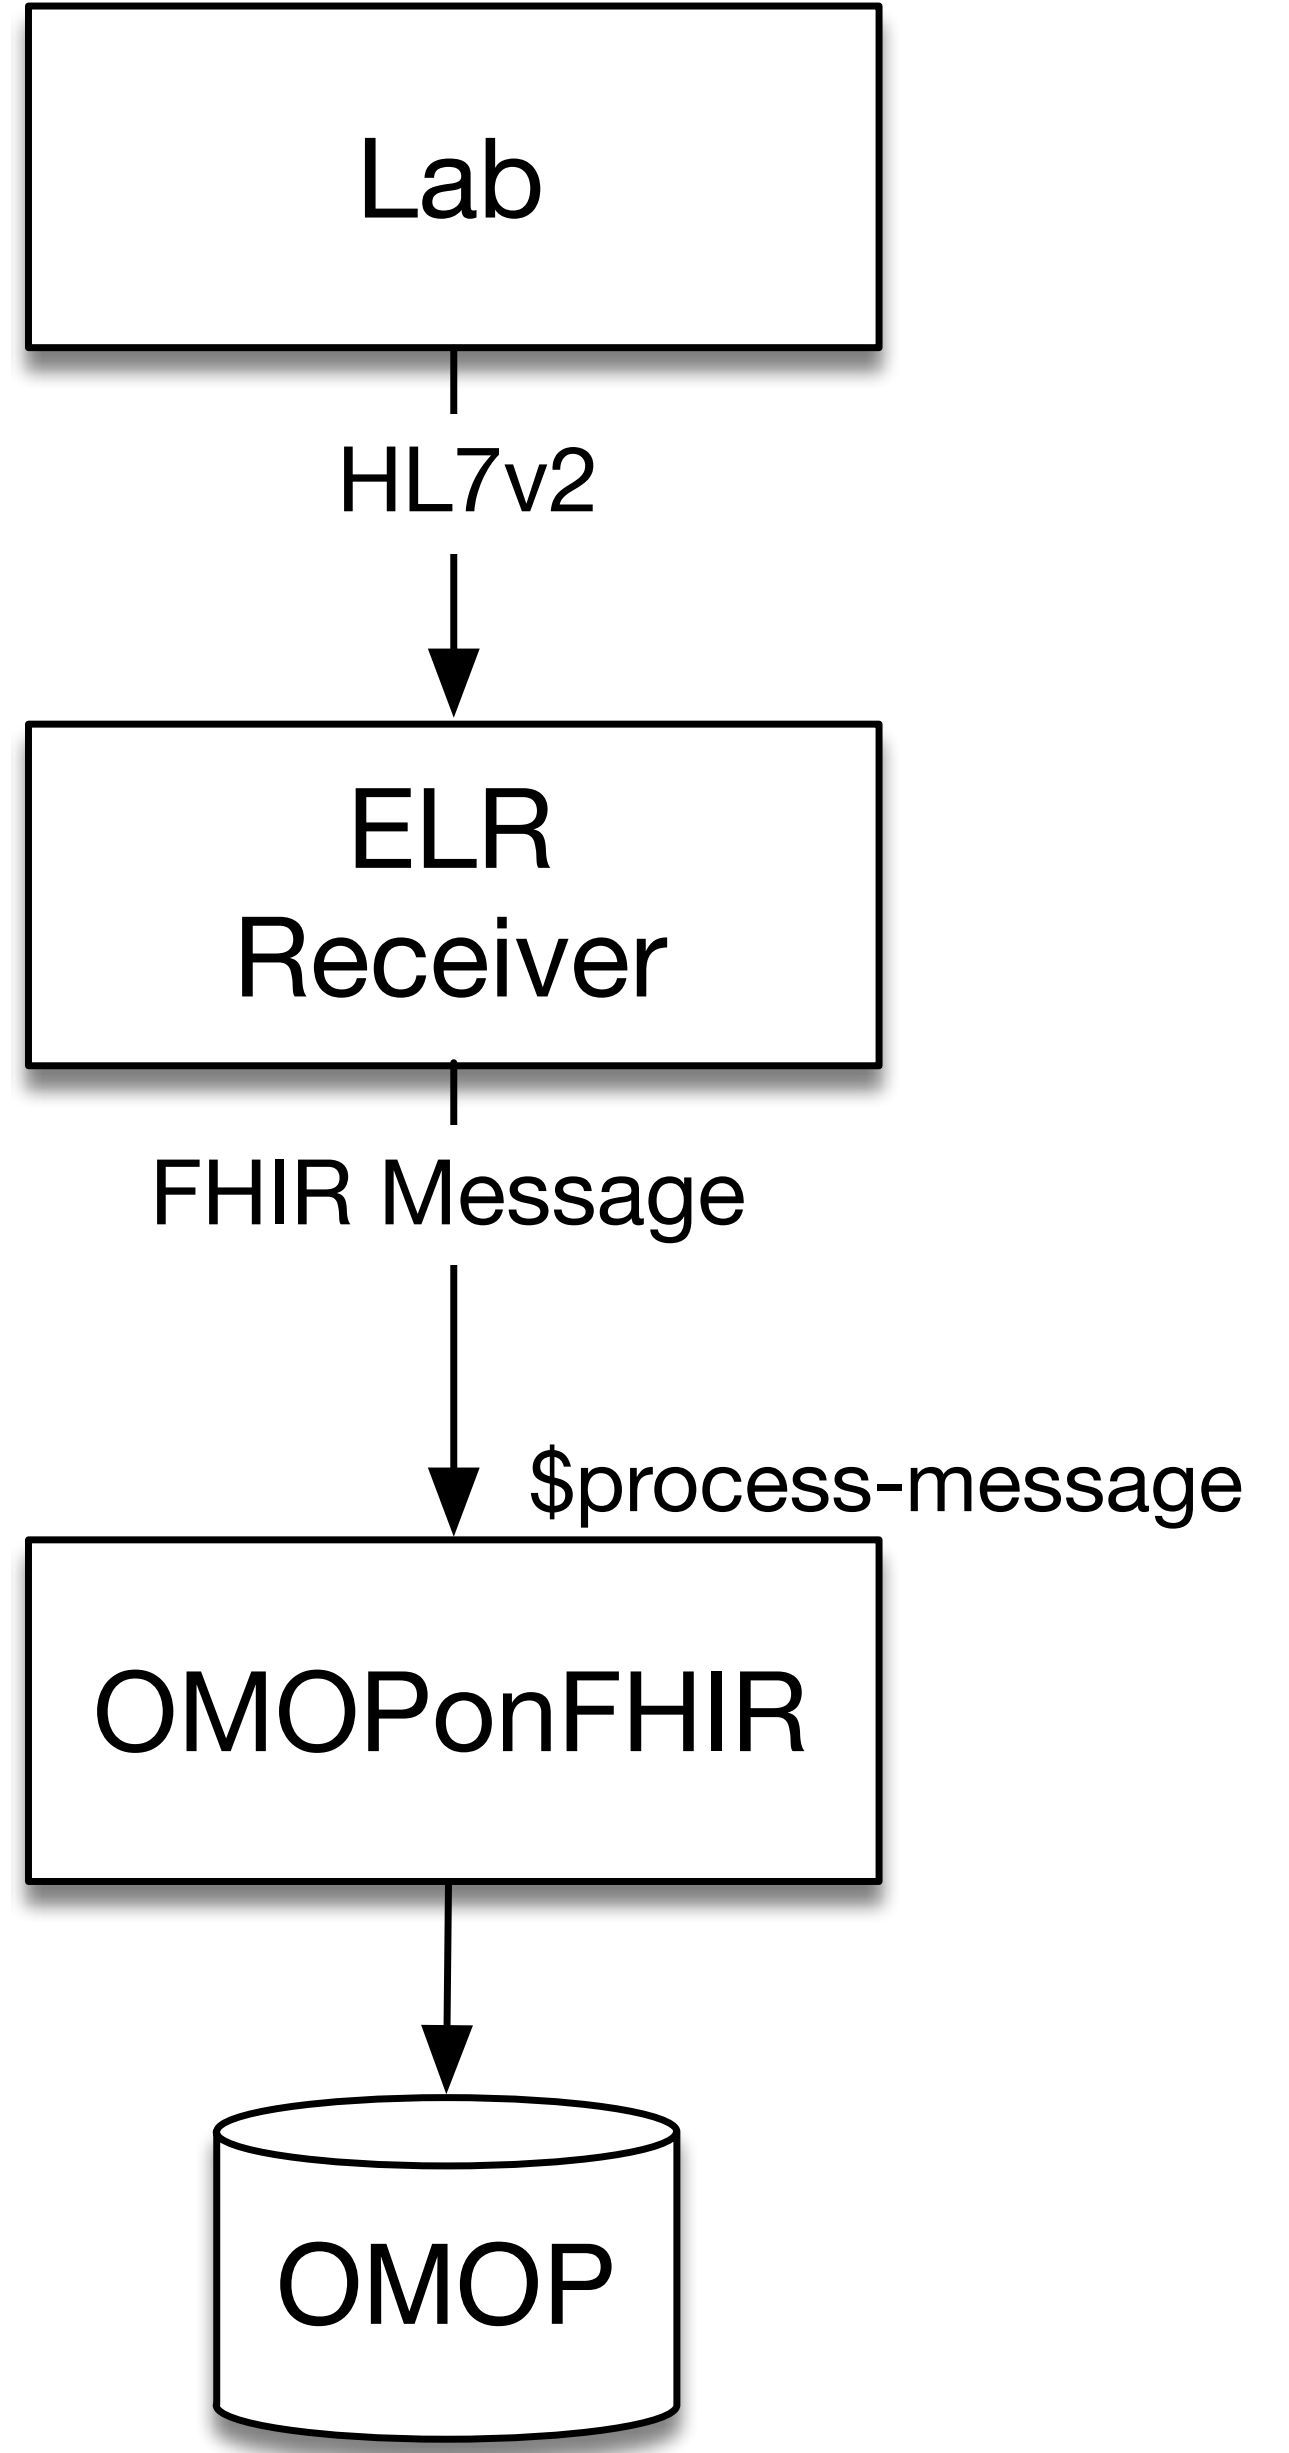 Lab
HL7v2
ELR
Receiver
FHIR Message
$process-message
OMOPonFHIR
OMOP